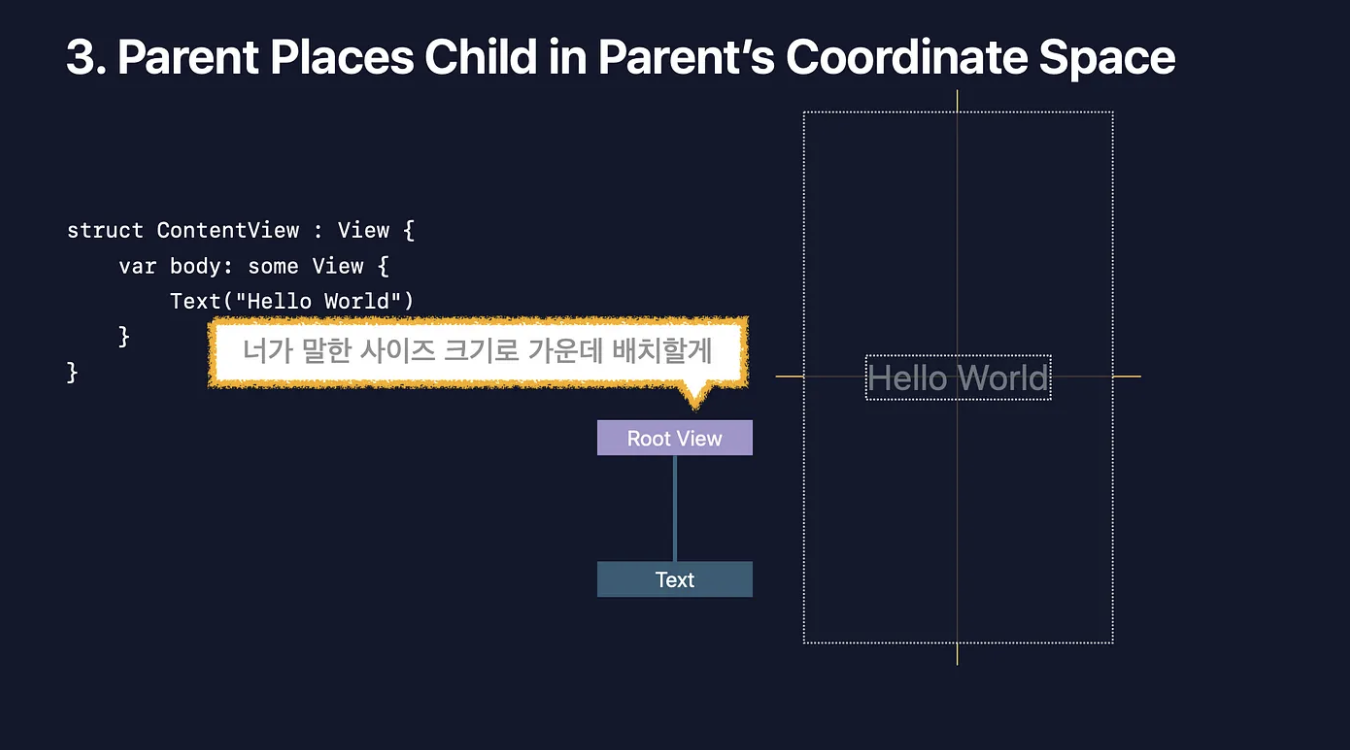 3. Parent Places Child in Parent’s Coordinate Space
struct ContentView : View {
var body: some View {
Text("Hello World")
}
}
너가 말한 사이즈 크기로 가운데 배치할게
Root View
Text
Hello World